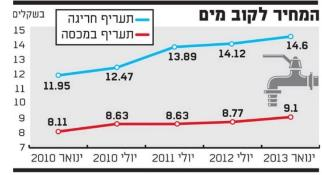 המחיר לקוב מים
בשקלים
תעריף חריגה
תעריף במכסה
15
14
13
12
11
10
9
8
7
11.95
12.47
13.89
14.12
14.6
8.11
8.63
8.63
8.77
9.1
ינואר 2010
יולי 2010
יולי 2011
יולי 2012
ינואר 2013